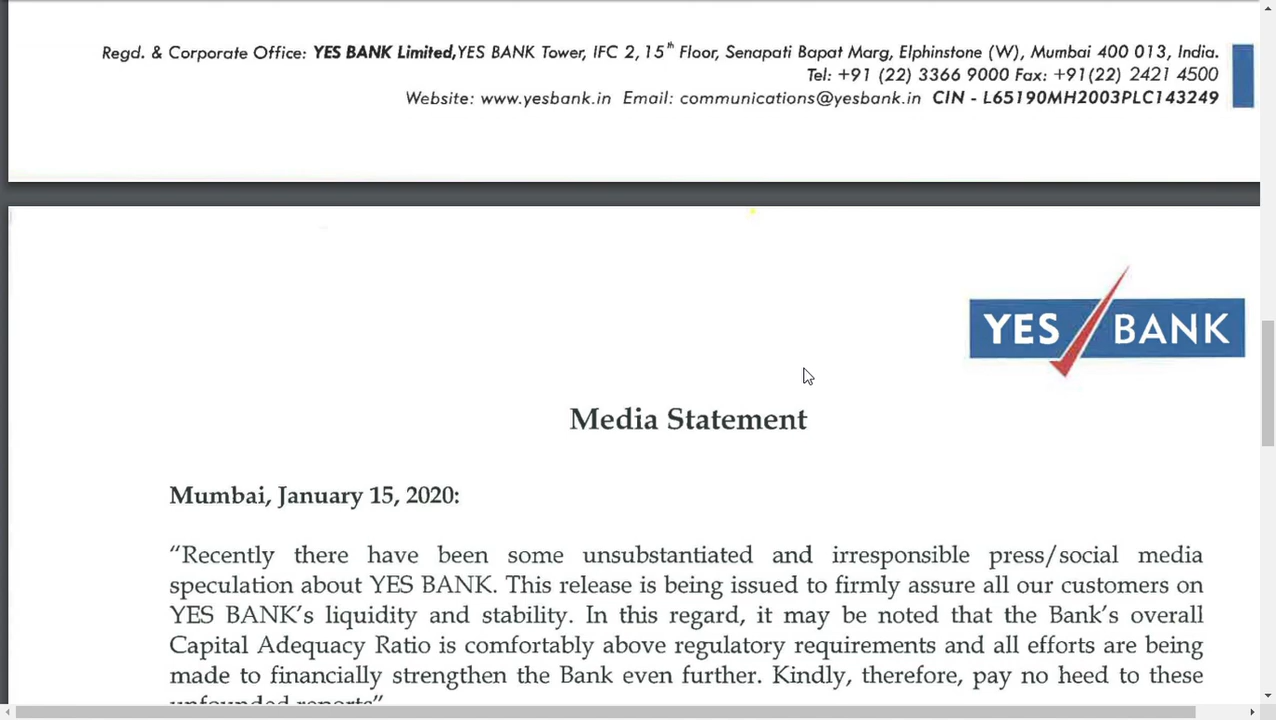 Regd. & Corporate Office: YES BANK Limited,YES BANK Tower, IFC 2, 15th Floor, Senapati Bapat Marg, Elphinstone (W), Mumbai 400 013, India.
Tel: +91 (22) 3366 9000 Fax: +91(22) 2421 4500
Website: www.yesbank.in Email: communications@yesbank.in CIN - L65190MH2003PLC143249
YES BANK
Media Statement
Mumbai, January 15, 2020:
“Recently there have been some unsubstantiated and irresponsible press/social media
speculation about YES BANK. This release is being issued to firmly assure all our customers on
YES BANK’s liquidity and stability. In this regard, it may be noted that the Bank’s overall
Capital Adequacy Ratio is comfortably above regulatory requirements and all efforts are being
made to financially strengthen the Bank even further. Kindly, therefore, pay no heed to these
unfounded reports”